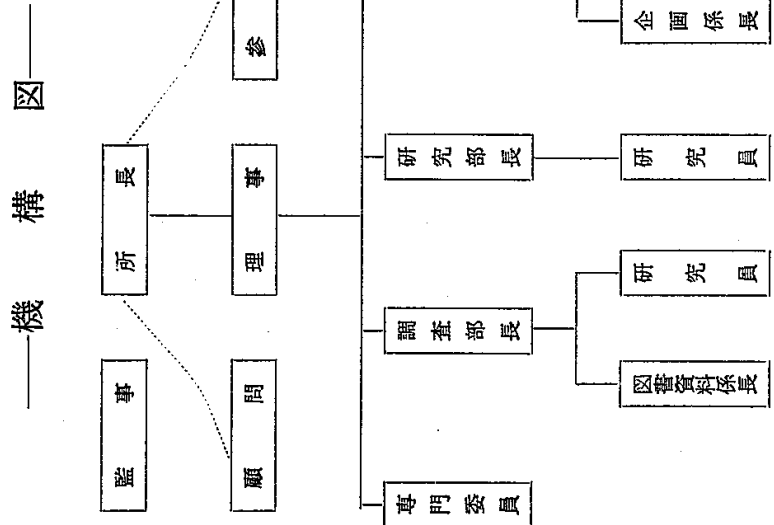 機構図
監事
所長
顧問
理事
参
専門委員
調査部長
研究部長
図書資料係長
研究員
研究員
企画係長